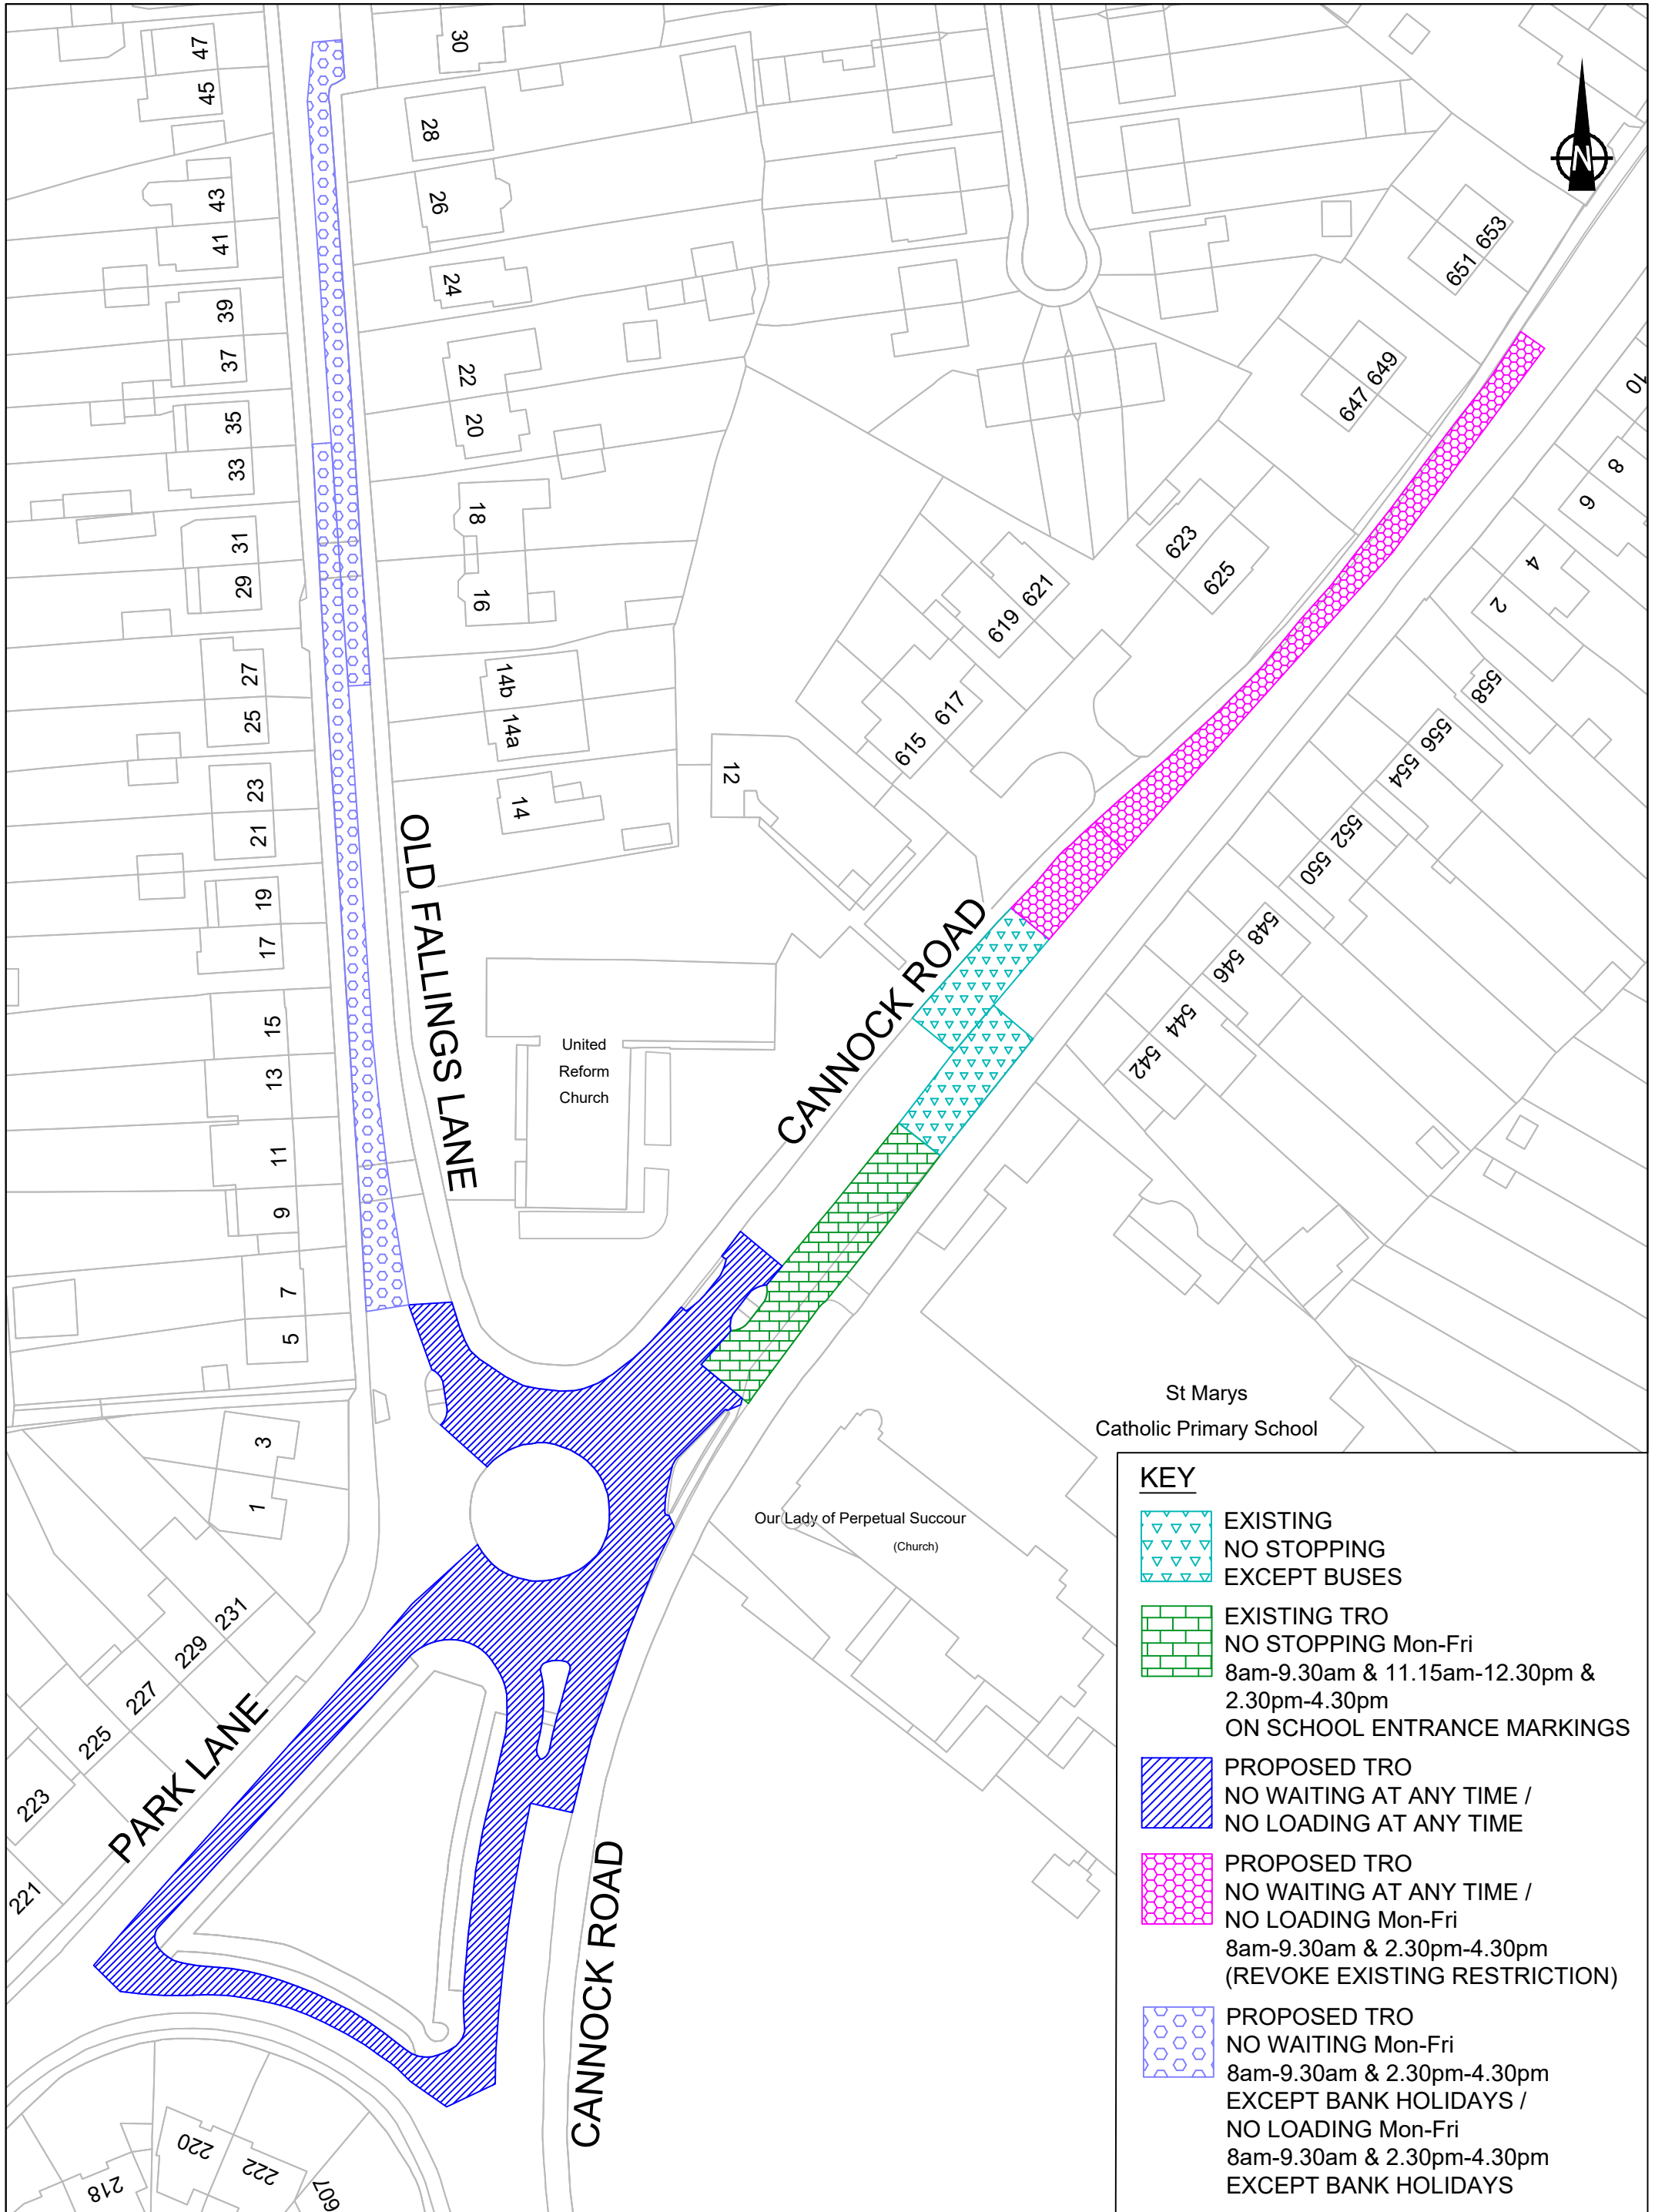 47
45
43
41
39
37
35
33
31
29
27
25
23
21
19
17
15
13
11
9
7
5
3
1
30
28
26
24
22
20
18
16
14b
14a
14
12
OLD FALLINGS LANE
United
Reform
Church
N
653
651
649
647
623
625
621
619
617
615
10
8
6
4
2
558
556
554
552
550
548
546
544
542
CANNOCK ROAD
St Marys
Catholic Primary School
Our Lady of Perpetual Succour
(Church)
231
229
227
225
223
221
PARK LANE
CANNOCK ROAD
218
220
222
607
KEY
EXISTING
NO STOPPING
EXCEPT BUSES
EXISTING TRO
NO STOPPING Mon-Fri
8am-9.30am & 11.15am-12.30pm &
2.30pm-4.30pm
ON SCHOOL ENTRANCE MARKINGS
PROPOSED TRO
NO WAITING AT ANY TIME /
NO LOADING AT ANY TIME
PROPOSED TRO
NO WAITING AT ANY TIME /
NO LOADING Mon-Fri
8am-9.30am & 2.30pm-4.30pm
(REVOKE EXISTING RESTRICTION)
PROPOSED TRO
NO WAITING Mon-Fri
8am-9.30am & 2.30pm-4.30pm
EXCEPT BANK HOLIDAYS /
NO LOADING Mon-Fri
8am-9.30am & 2.30pm-4.30pm
EXCEPT BANK HOLIDAYS